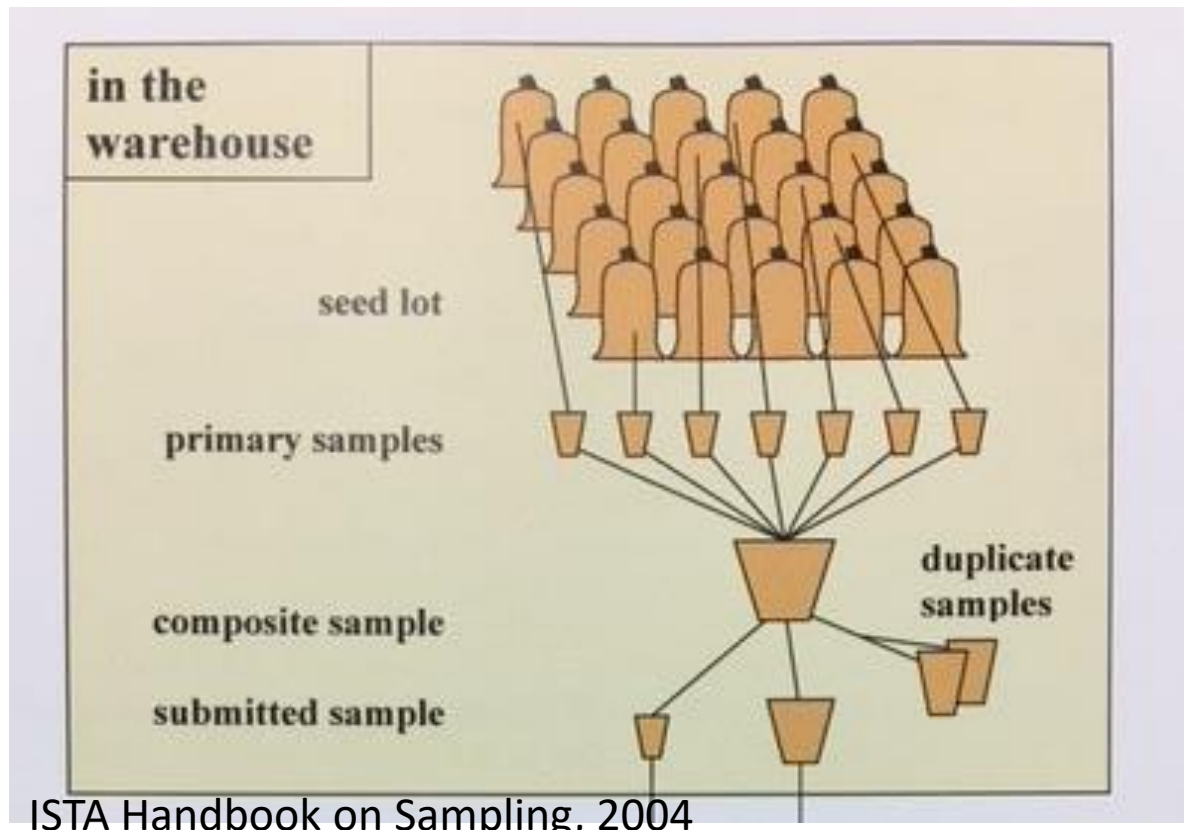 in the
warehouse
seed lot
primary samples
duplicate
samples
composite sample
submitted sample
ISTA Handbook on Sampling, 2004